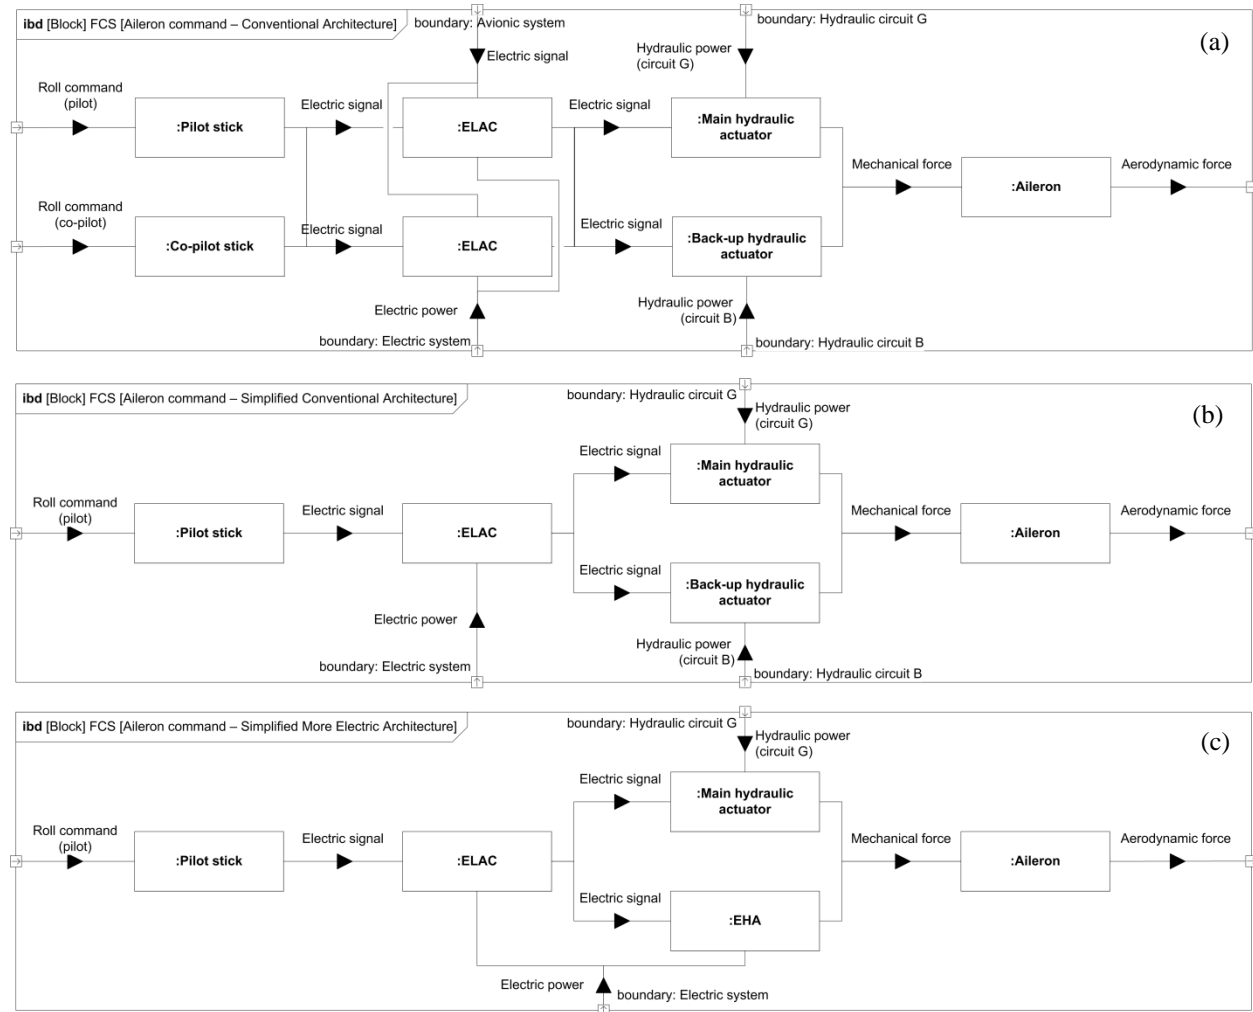 ibd [Block] FCS [Aileron command – Conventional Architecture]
boundary: Avionic system
boundary: Hydraulic circuit G
(a)
Electric signal
Hydraulic power
(circuit G)
Roll command
(pilot)
Electric signal
Electric signal
:Pilot stick
:ELAC
:Main hydraulic
actuator
Mechanical force
Aerodynamic force
:Aileron
Roll command
(co-pilot)
Electric signal
Electric signal
:Co-pilot stick
:ELAC
:Back-up hydraulic
actuator
Electric power
Hydraulic power
(circuit B)
boundary: Electric system
boundary: Hydraulic circuit B
ibd [Block] FCS [Aileron command – Simplified Conventional Architecture]
boundary: Hydraulic circuit G
(b)
Hydraulic power
(circuit G)
Electric signal
:Main hydraulic
actuator
Roll command
(pilot)
Electric signal
Mechanical force
Aerodynamic force
:Pilot stick
:ELAC
:Aileron
Electric signal
:Back-up hydraulic
actuator
Electric power
Hydraulic power
(circuit B)
boundary: Electric system
boundary: Hydraulic circuit B
ibd [Block] FCS [Aileron command – Simplified More Electric Architecture]
boundary: Hydraulic circuit G
(c)
Hydraulic power
(circuit G)
Electric signal
:Main hydraulic
actuator
Roll command
(pilot)
Electric signal
Mechanical force
Aerodynamic force
:Pilot stick
:ELAC
:Aileron
Electric signal
:EHA
Electric power
boundary: Electric system